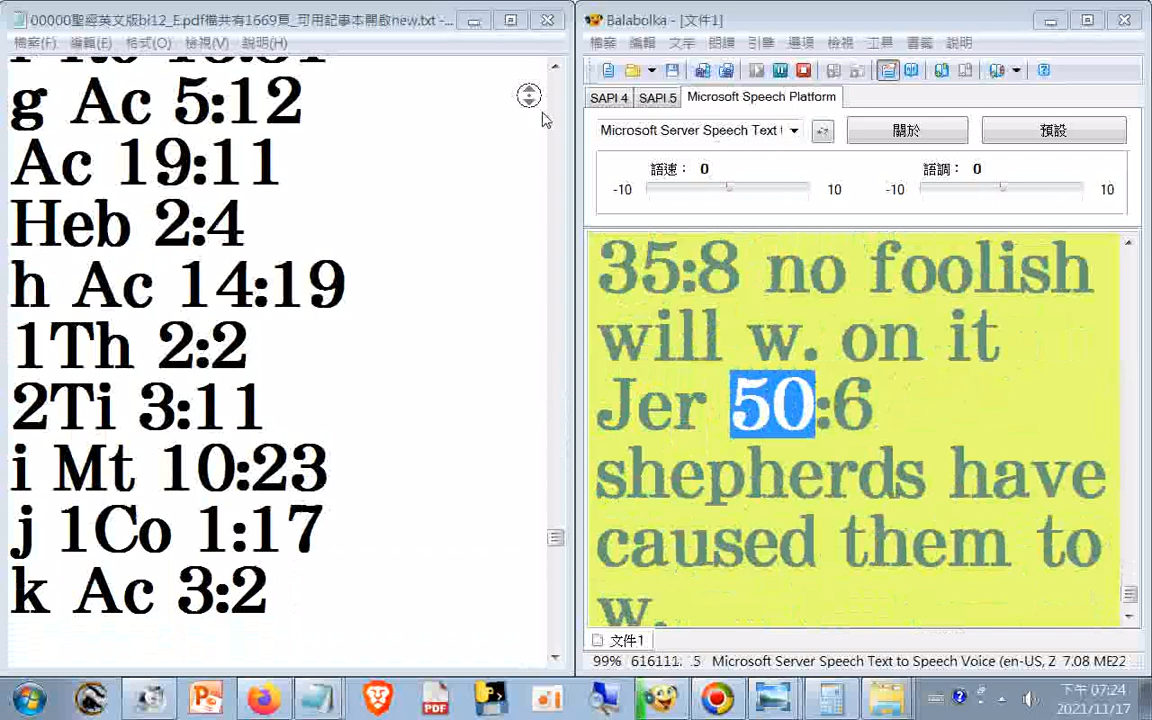 00000聖經英文版bi12_E.pdf檔共有1669頁_可用記事本開啟new.txt -...
檔案(F) 編輯(E) 格式(O) 檢視(V) 說明(H)
g Ac 5:12
Ac 19:11
Heb 2:4
h Ac 14:19
1Th 2:2
2Ti 3:11
i Mt 10:23
j 1Co 1:17
k Ac 3:2
Balabolka - [文件1]
檔案 編輯 文字 朗讀 引擎 選項 檢視 工具 書籤 說明
SAPI 4 SAPI 5 Microsoft Speech Platform
Microsoft Server Speech Text 關於 預設
語速： 0 語調： 0
-10 10 -10 10
35:8 no foolish
will w. on it
Jer 50:6
shepherds have
caused them to
w.
文件1
99% 616111. .5 Microsoft Server Speech Text to Speech Voice (en-US, Z 7.08 ME22
PDF
下午 07:24
2021/11/17